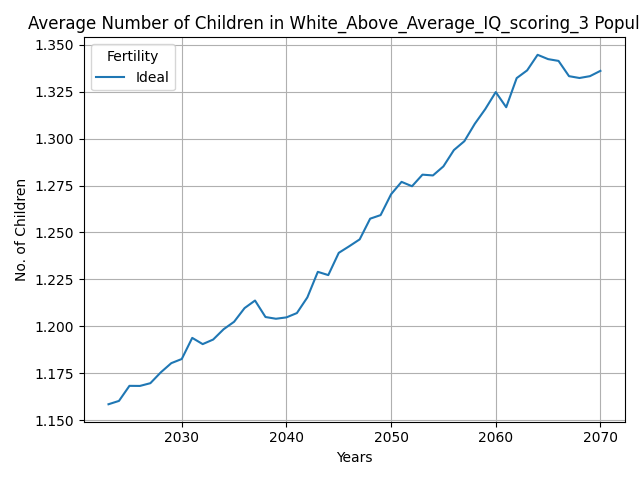 Average Number of Children in White_Above_Average_IQ_scoring_3 Popul
Fertility
Ideal
1.350
1.325
1.300
1.275
1.250
1.225
1.200
1.175
1.150
No. of Children
2030 2040 2050 2060 2070
Years